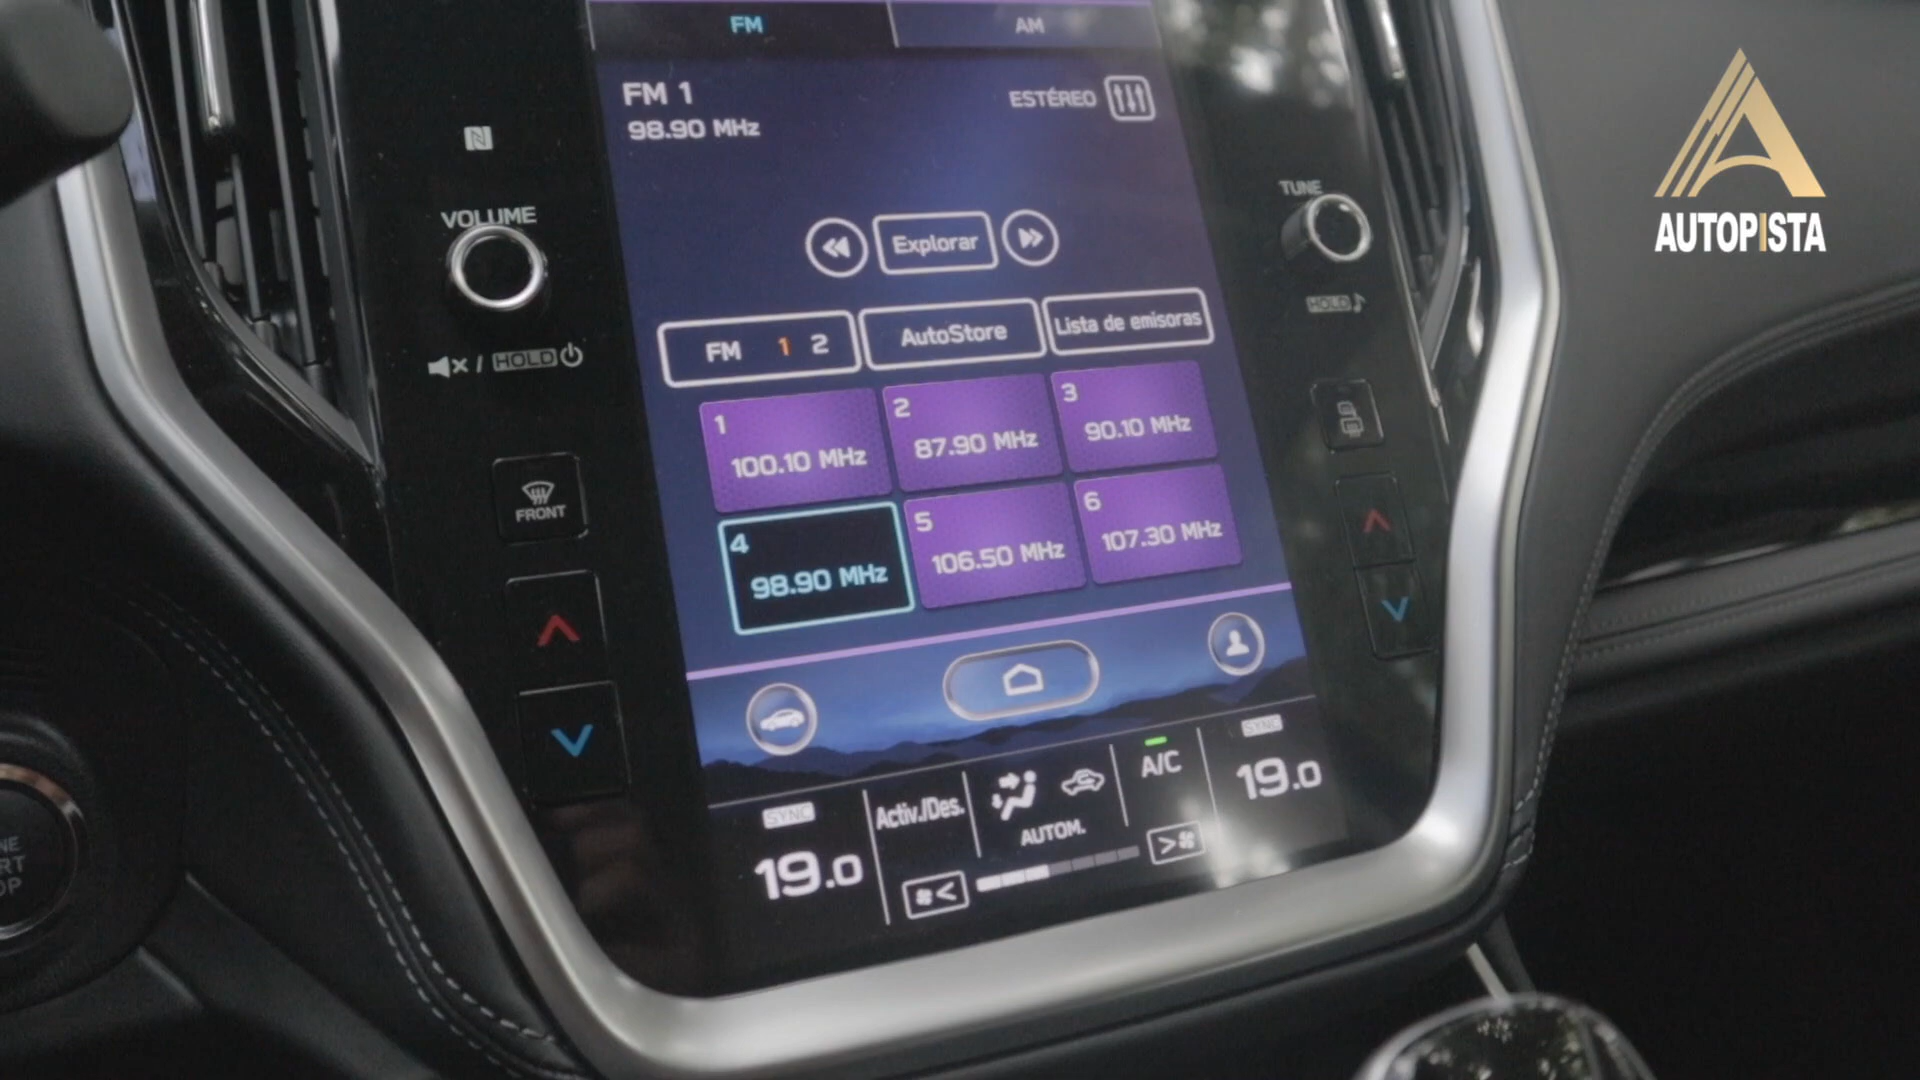 FM
AM
FM 1
ESTÉREO
98.90 MHz
VOLUME
TUNE
AUTOPISTA
Explorar
HOLD
FM 1 2
AutoStore
Lista de emisoras
/ HOLD
1
100.10 MHz
2
87.90 MHz
3
90.10 MHz
FRONT
4
98.90 MHz
5
106.50 MHz
6
107.30 MHz
SYNC
19.0
Activ./Des.
AUTOM.
A/C
SYNC
19.0